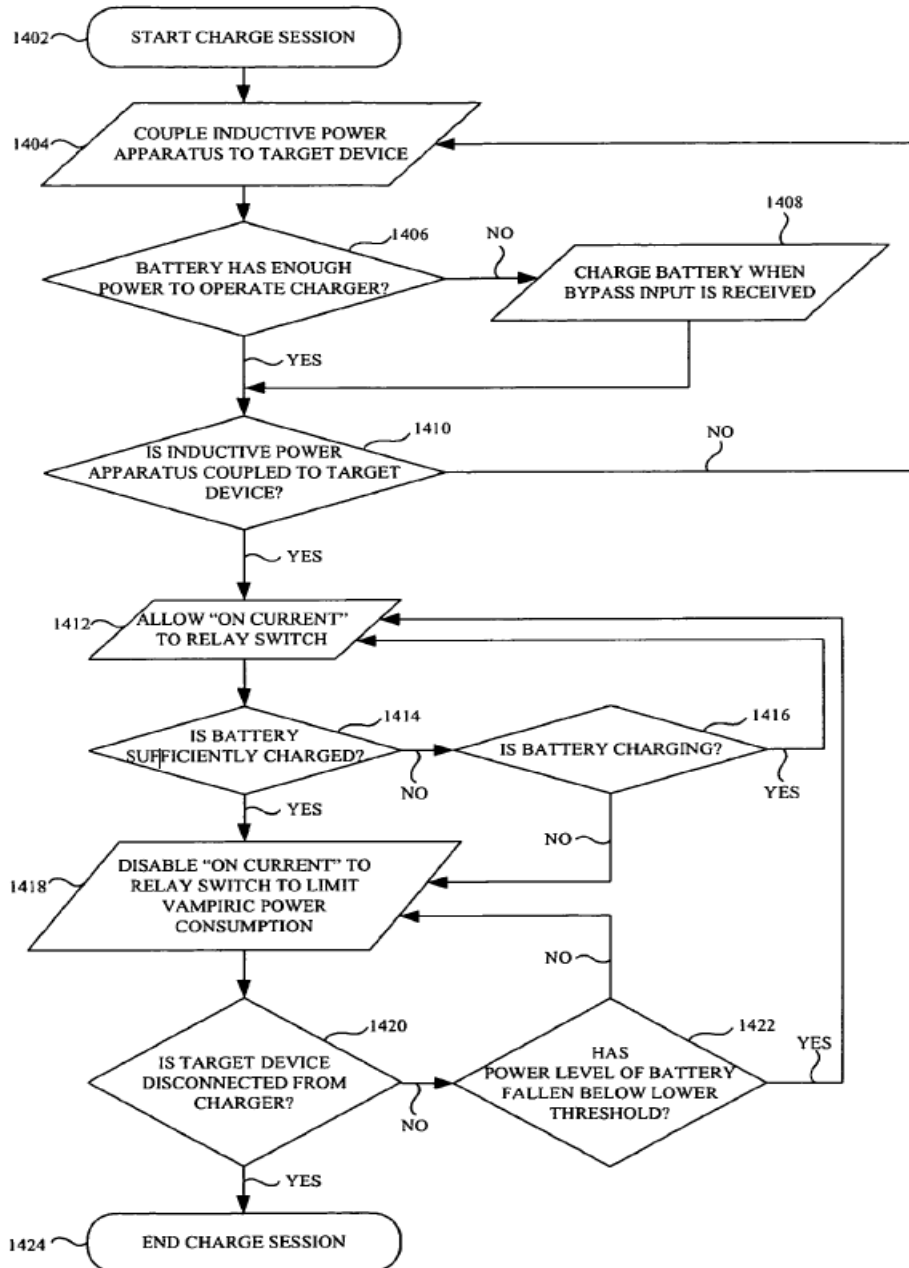 1402
START CHARGE SESSION
1404
COUPLE INDUCTIVE POWER
APPARATUS TO TARGET DEVICE
1406
BATTERY HAS ENOUGH
POWER TO OPERATE CHARGER?
NO
1408
CHARGE BATTERY WHEN
BYPASS INPUT IS RECEIVED
YES
1410
IS INDUCTIVE POWER
APPARATUS COUPLED TO TARGET
DEVICE?
NO
YES
1412
ALLOW “ON CURRENT”
TO RELAY SWITCH
1414
IS BATTERY
SUFFICIENTLY CHARGED?
NO
1416
IS BATTERY CHARGING?
YES
YES
NO
1418
DISABLE “ON CURRENT” TO
RELAY SWITCH TO LIMIT
VAMPIRIC POWER
CONSUMPTION
NO
1420
IS TARGET DEVICE
DISCONNECTED FROM
CHARGER?
NO
1422
HAS
POWER LEVEL OF BATTERY
FALLEN BELOW LOWER
THRESHOLD?
YES
YES
1424
END CHARGE SESSION